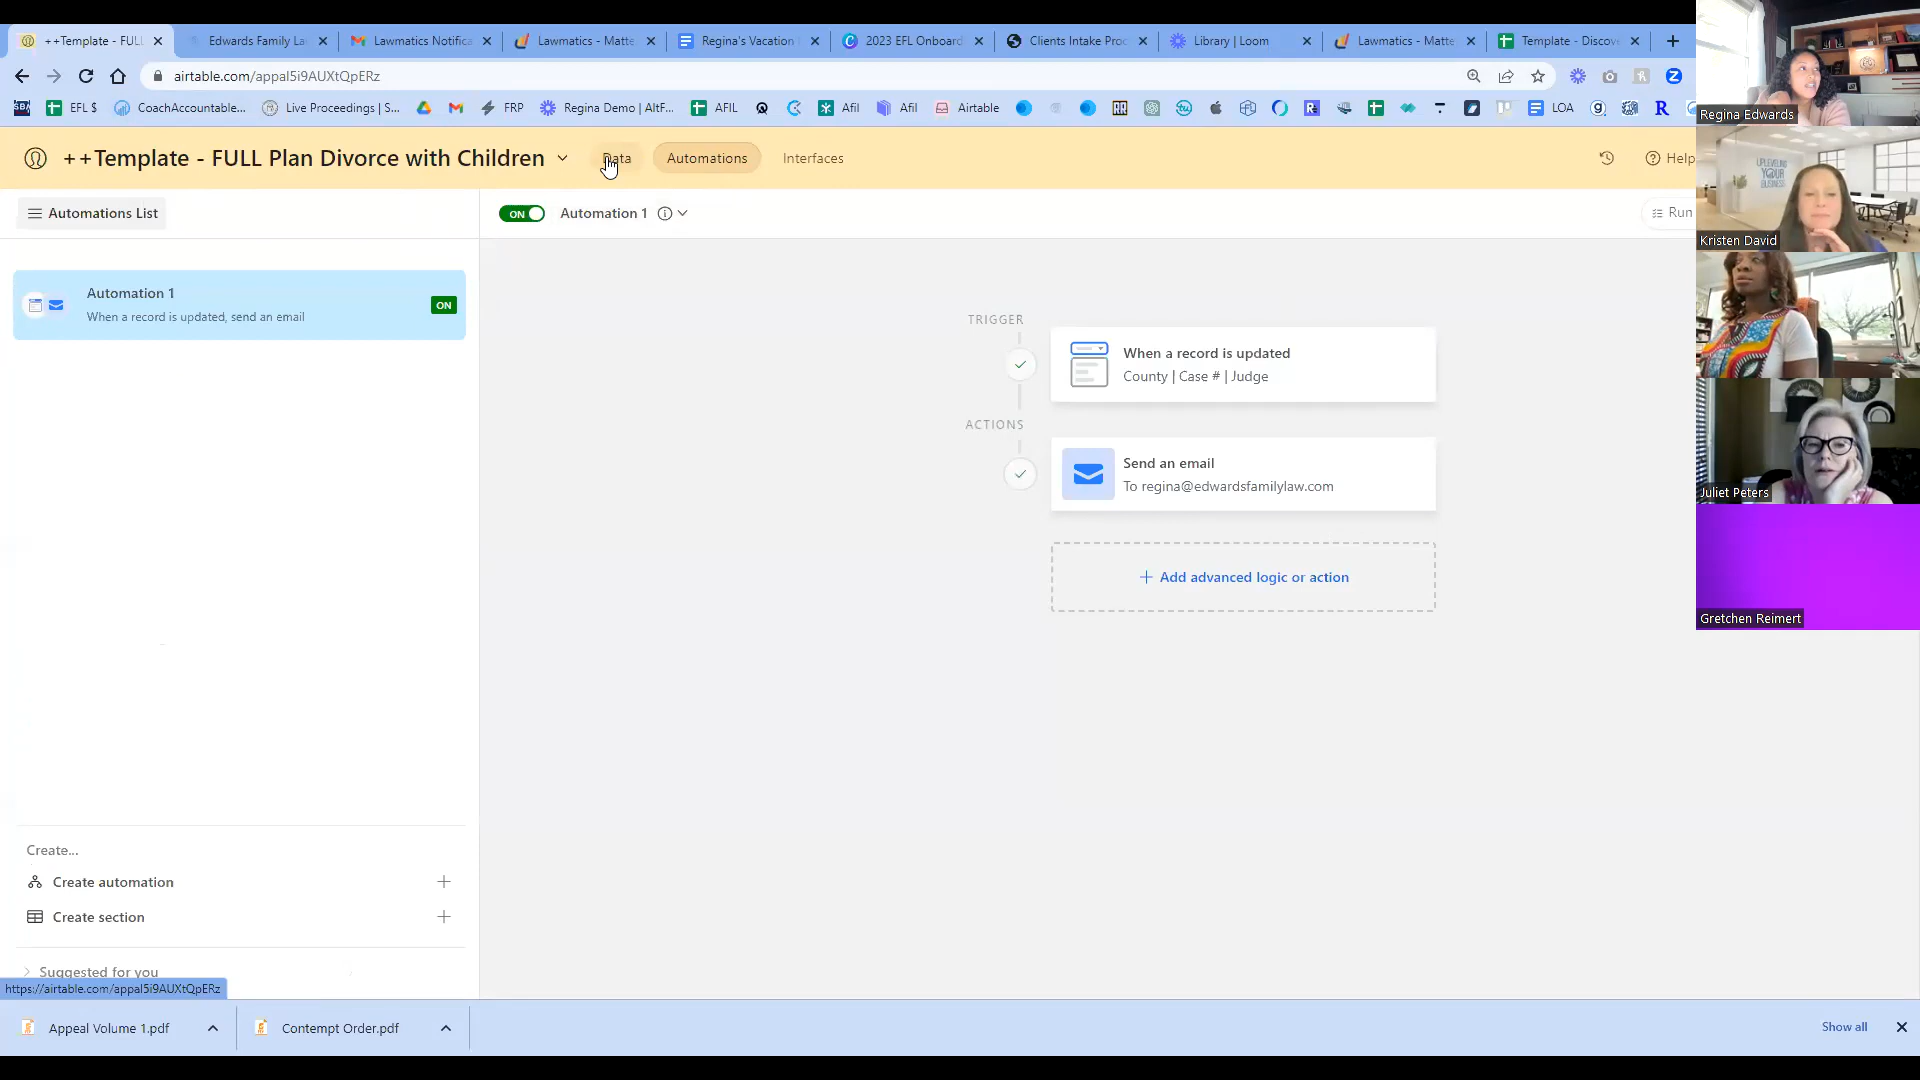 ++Template - FULL
Edwards Family La
Lawmatics Notifica
Lawmatics - Matte
Regina's Vacation
2023 EFL Onboard
Clients Intake Proc
Library | Loom
Lawmatics - Matte
Template - Discov
airtable.com/appal5i9AUXtQpERz
SBA
EFL $
CoachAccountable...
Live Proceedings | S...
FRP
Regina Demo | AltF...
AFIL
Afil
Afil
Airtable
LOA
++Template - FULL Plan Divorce with Children
Data
Automations
Interfaces
Help
Automations List
ON
Automation 1
Run
Automation 1
When a record is updated, send an email
ON
TRIGGER
When a record is updated
County | Case # | Judge
ACTIONS
Send an email
To regina@edwardsfamilylaw.com
Add advanced logic or action
Create...
Create automation
Create section
Suggested for you
https://airtable.com/appal5i9AUXtQpERz
Appeal Volume 1.pdf
Contempt Order.pdf
Show all
Regina Edwards
UPLEVELING
YOUR
BUSINESS
Kristen David
Juliet Peters
Gretchen Reimert